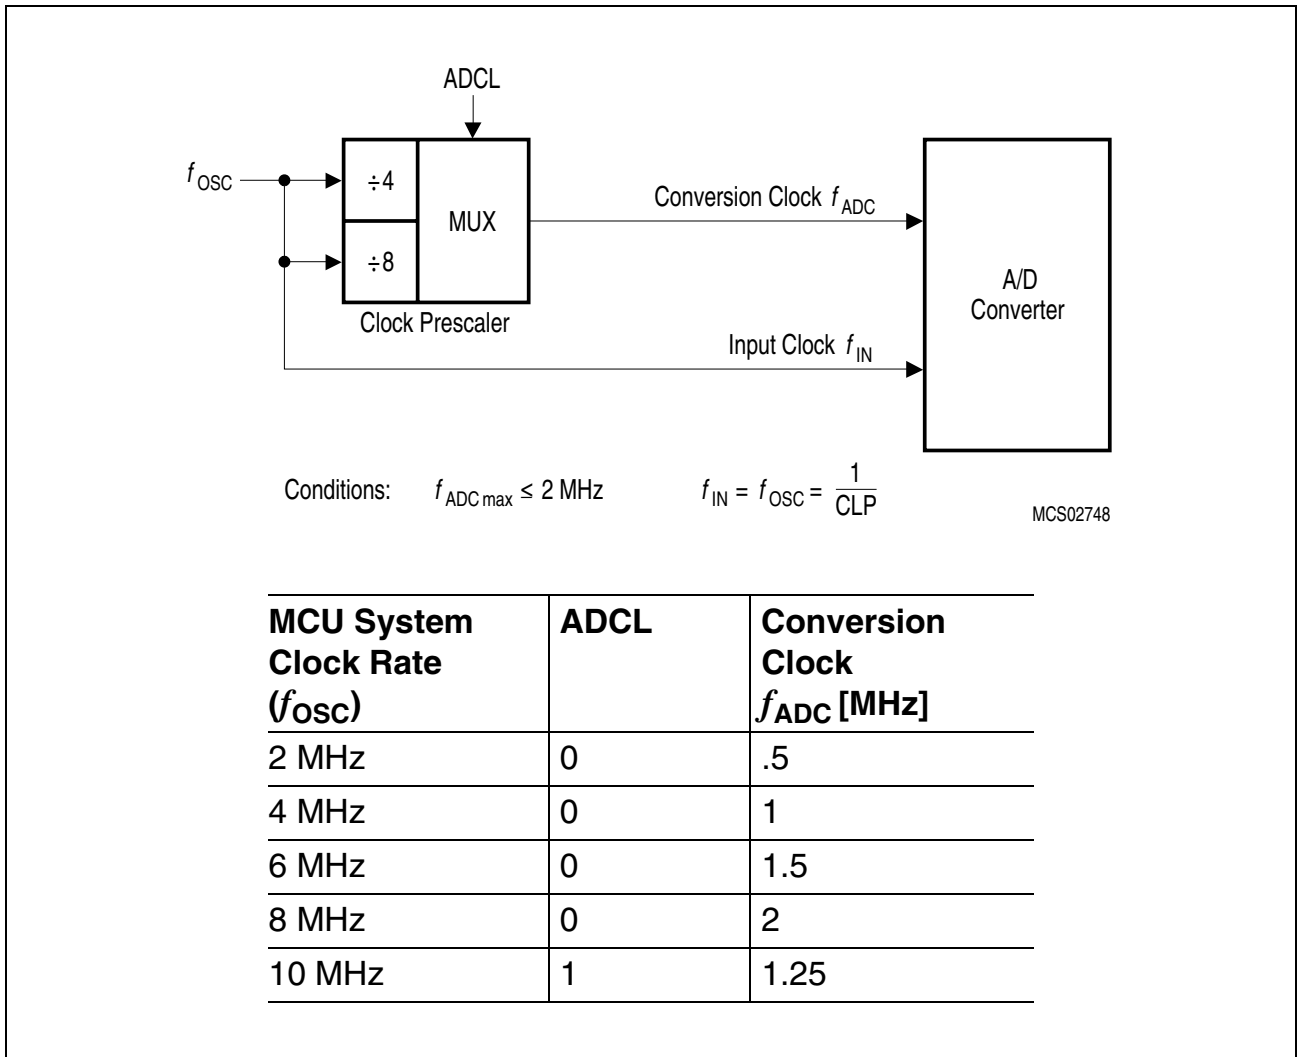 ADCL
f OSC
÷4
MUX
÷8
Clock Prescaler
Conversion Clock f ADC
A/D
Converter
Input Clock f IN
Conditions: f ADC max ≤ 2 MHz f IN = f OSC = 1
CLP
MCS02748
MCU System
Clock Rate
(fOSC)
ADCL
Conversion
Clock
fADC [MHz]
2 MHz 0 .5
4 MHz 0 1
6 MHz 0 1.5
8 MHz 0 2
10 MHz 1 1.25